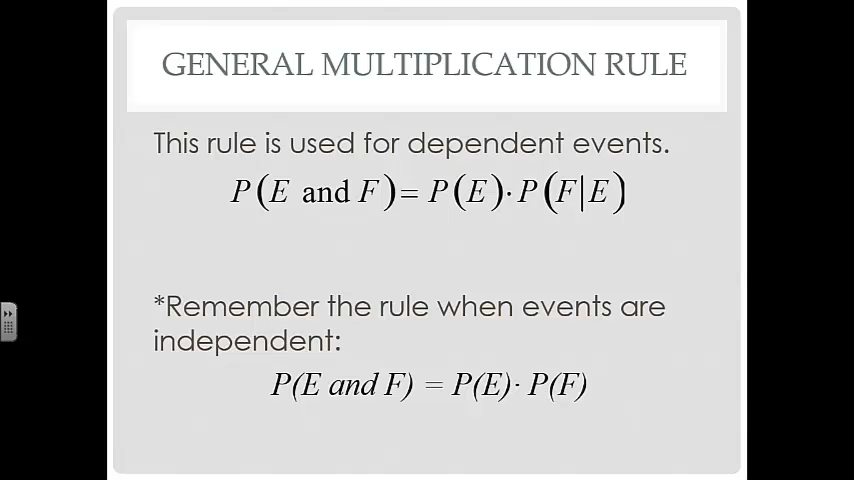 GENERAL MULTIPLICATION RULE
This rule is used for dependent events.
P(E and F) = P(E)·P(F|E)
*Remember the rule when events are
independent:
P(E and F) = P(E)· P(F)